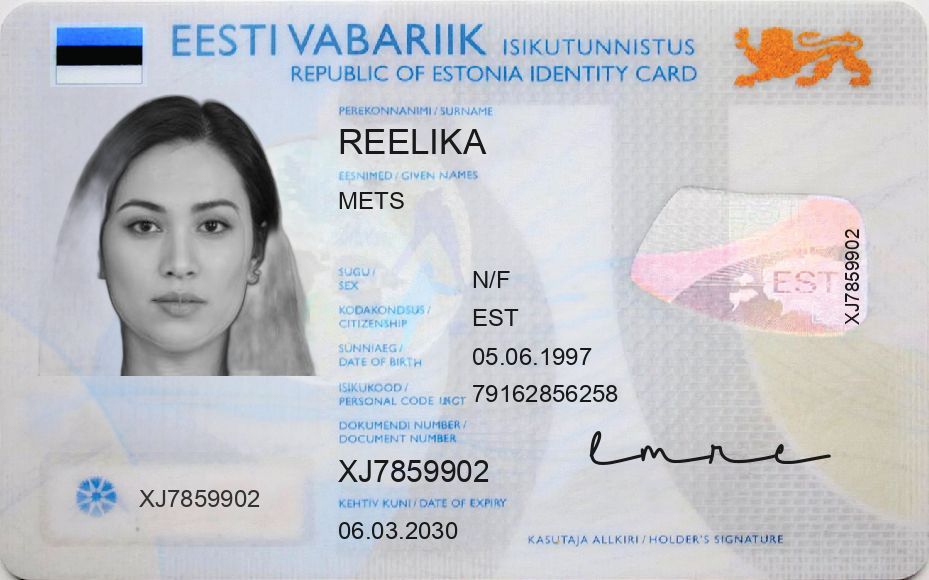 EESTI VABARIIK ISIKUTUNNISTUS
REPUBLIC OF ESTONIA IDENTITY CARD
PEREKONNANIMI / SURNAME
REELIKA
EESNIMED / GIVEN NAMES
METS
SUGU /
SEX
N/F
KODAKONDSUS /
CITIZENSHIP
EST
SÜNNIAEG /
DATE OF BIRTH
05.06.1997
ISIKUKOOD /
PERSONAL CODE
79162856258
DOKUMENDI NUMBER /
DOCUMENT NUMBER
XJ7859902
KEHTIV KUNI / DATE OF EXPIRY
06.03.2030
XJ7859902
EST
XJ7859902
emre
KASUTAJA ALLKIRI / HOLDER'S SIGNATURE